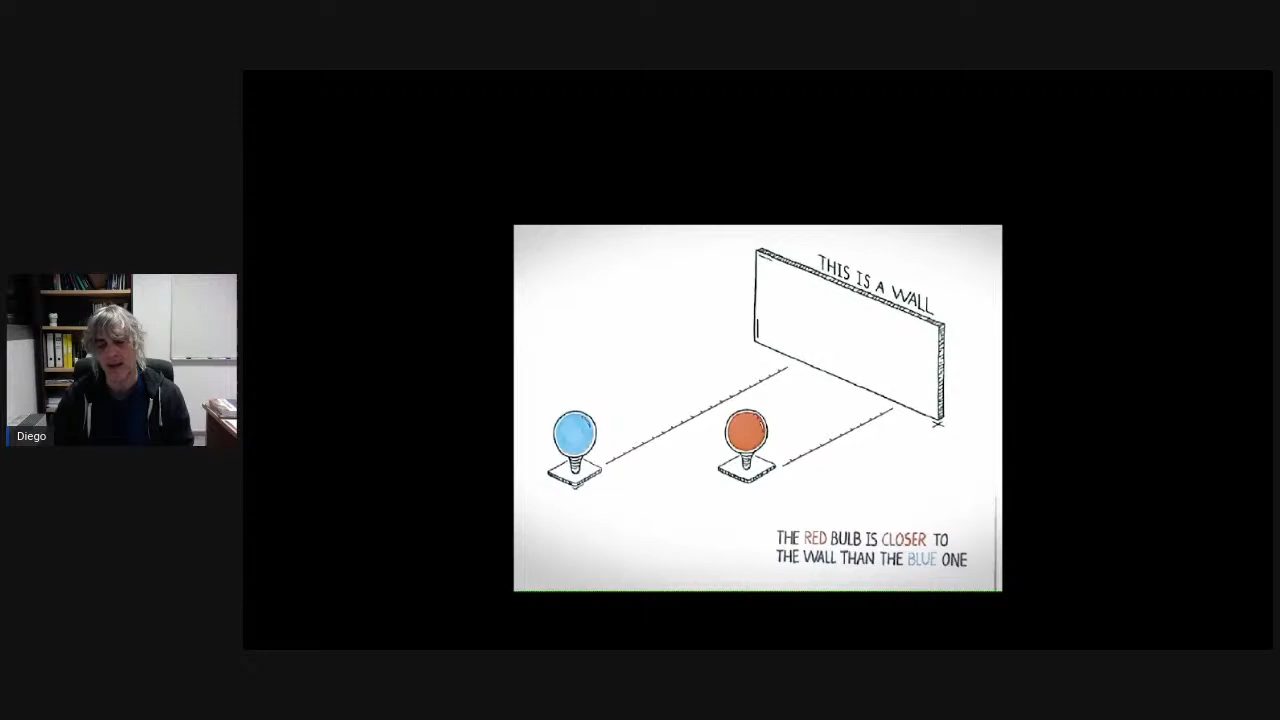 THIS IS A WALL
THE RED BULB IS CLOSER TO
THE WALL THAN THE BLUE ONE
Diego